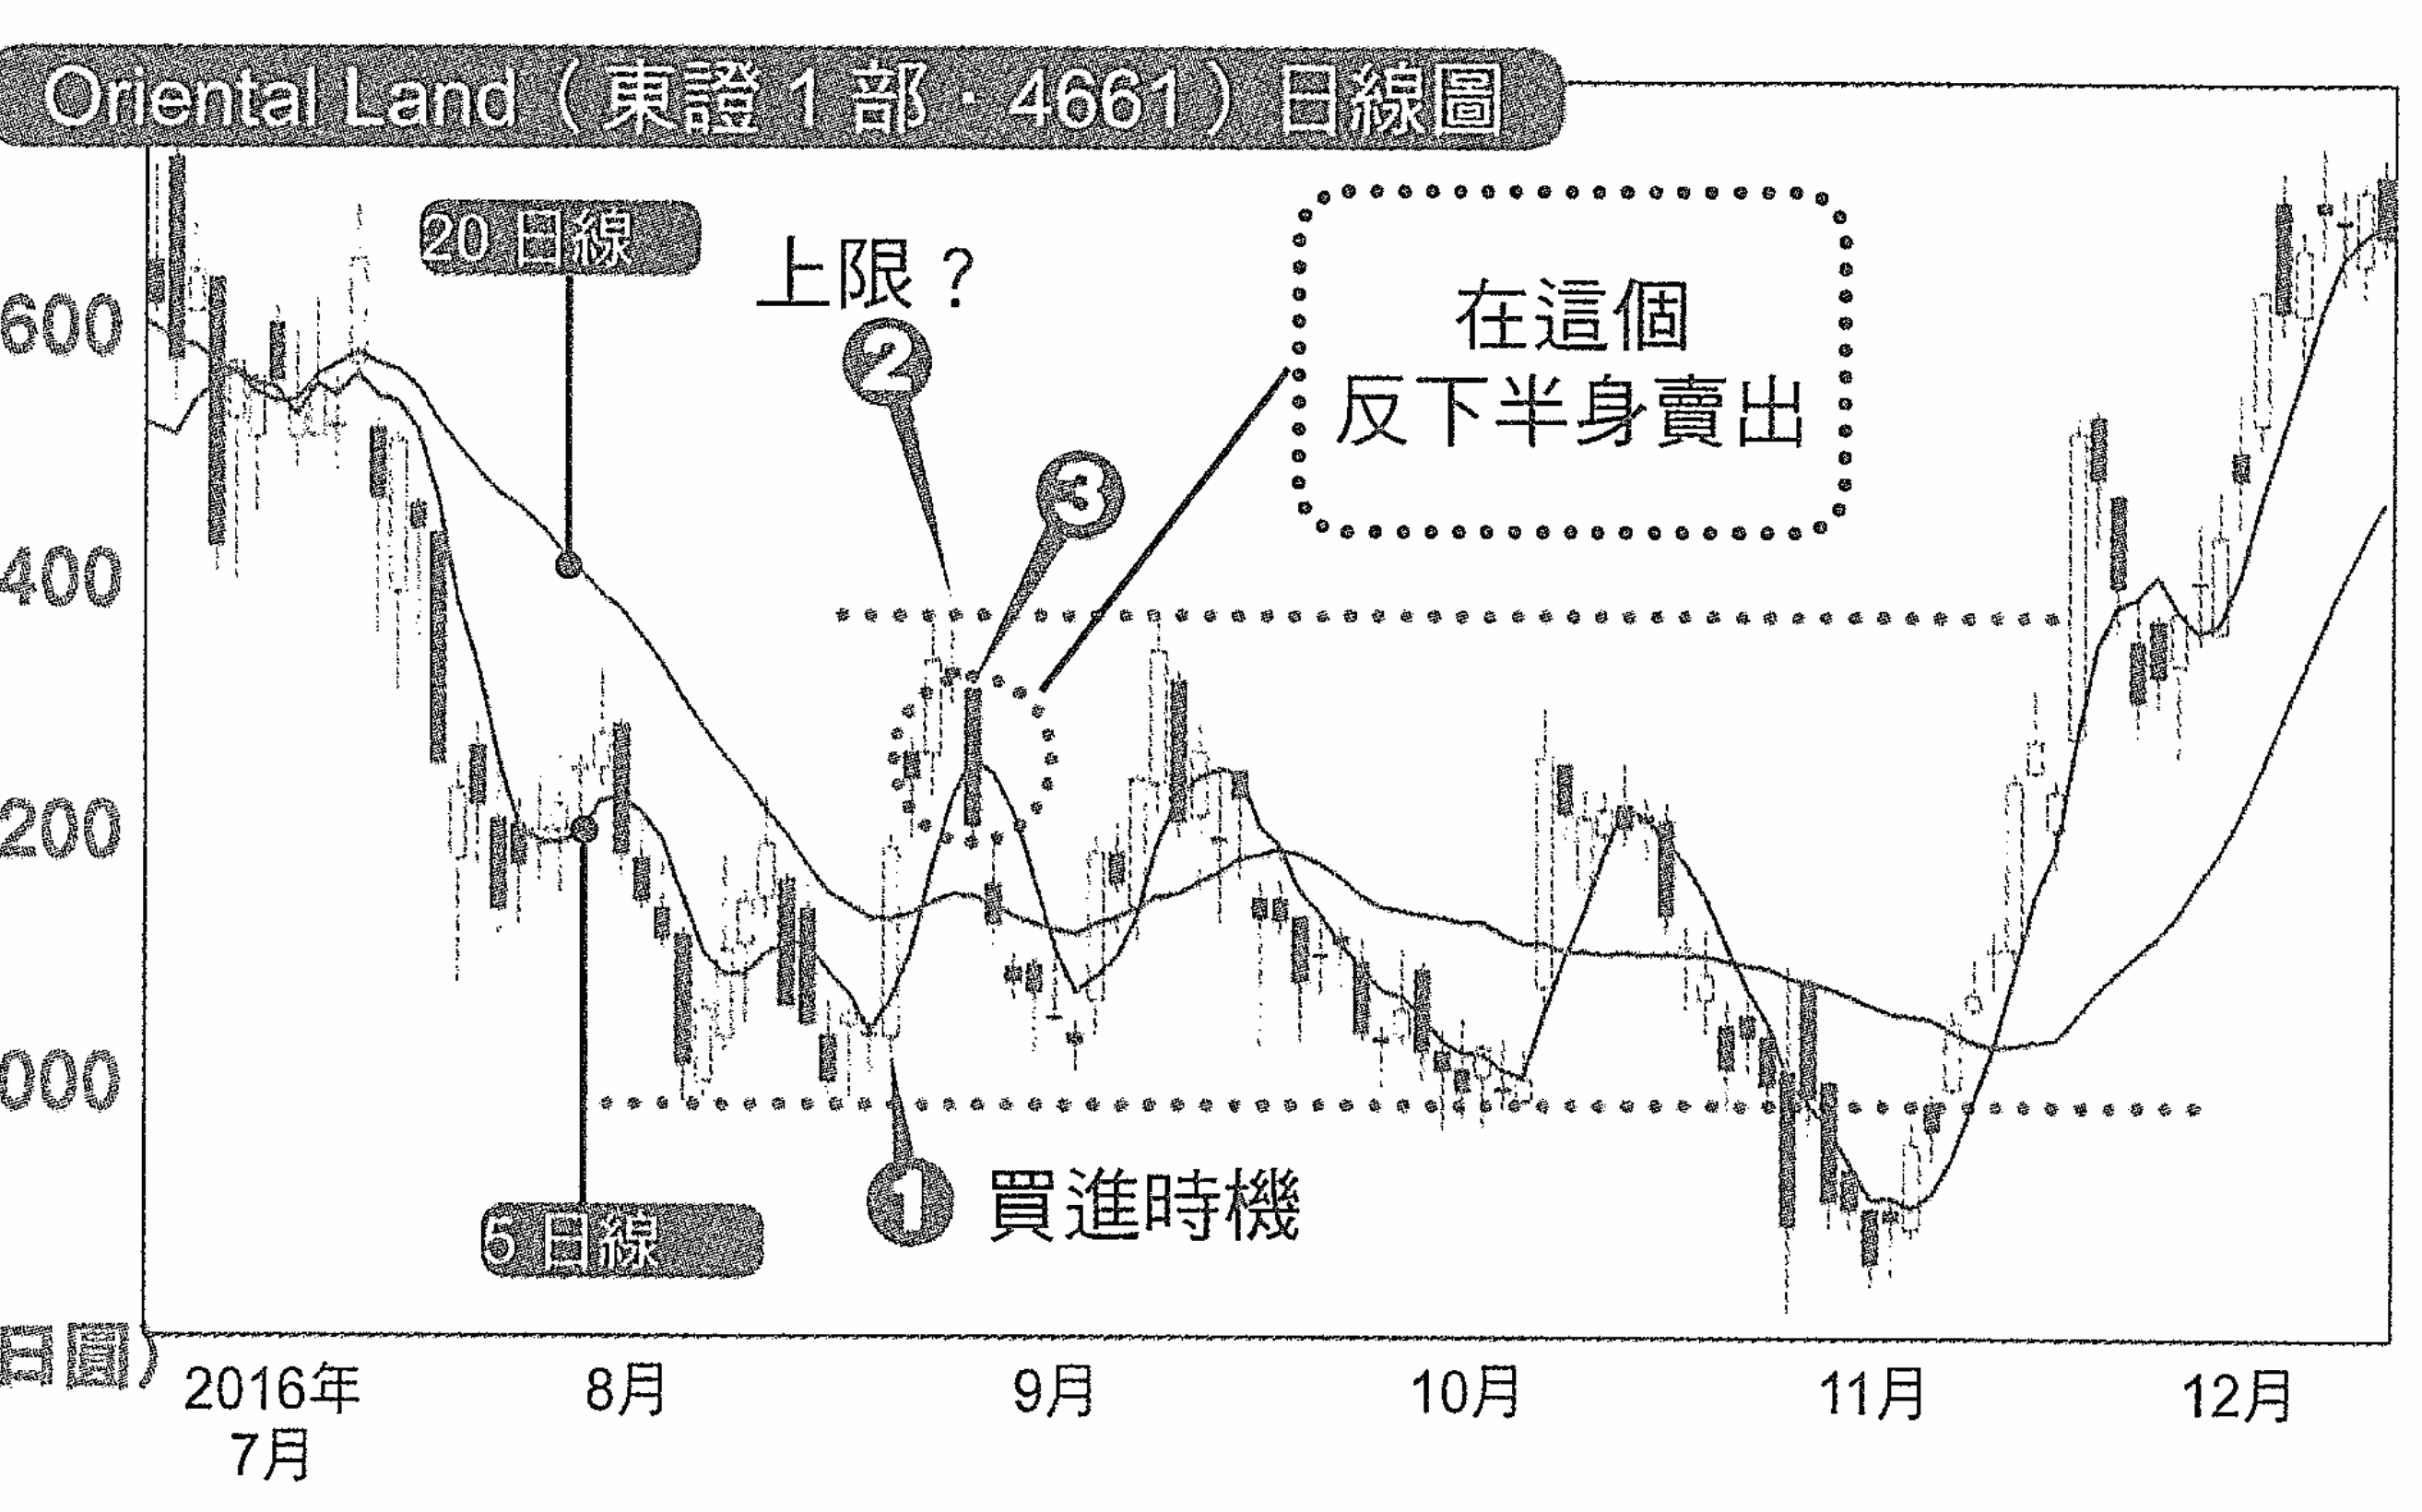 Oriental Land（東證 1 部・4661）日線圖
20 日線
上限？
在這個
反下半身賣出
600
2
3
400
200
000
1 買進時機
5 日線
日圓）
2016年
7月
8月
9月
10月
11月
12月